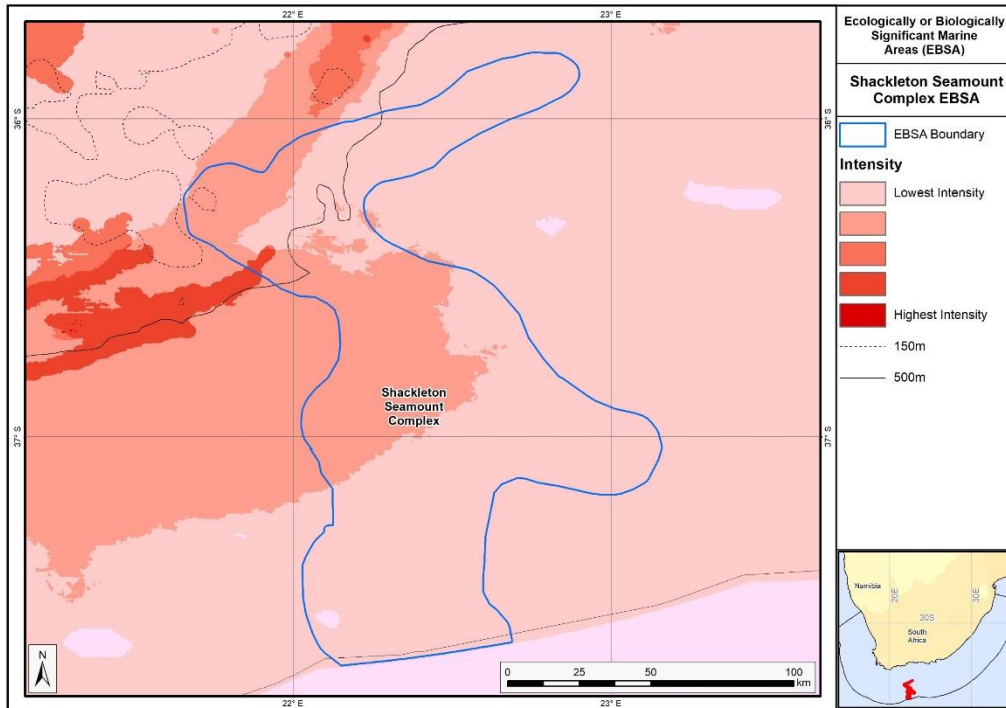 22° E
23° E
36° S
36° S
Shackleton
Seamount
Complex
37° S
37° S
N
0
25
50
100
km
22° E
23° E
Ecologically or Biologically
Significant Marine
Areas (EBSA)
Shackleton Seamount
Complex EBSA
EBSA Boundary
Intensity
Lowest Intensity
Highest Intensity
150m
500m
Namibia
20E
30E
30S
South
Africa